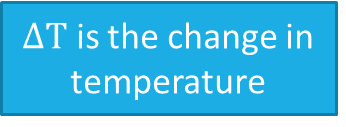 ΔT is the change in
temperature